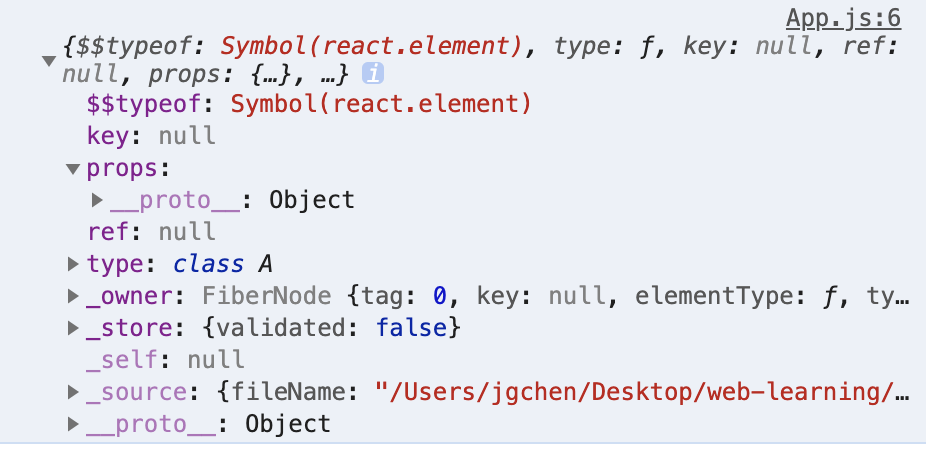 App.js:6
{$$typeof: Symbol(react.element), type: ƒ, key: null, ref:
null, props: {…}, …} i
$$typeof: Symbol(react.element)
key: null
props:
__proto__: Object
ref: null
type: class A
_owner: FiberNode {tag: 0, key: null, elementType: ƒ, ty…
_store: {validated: false}
_self: null
_source: {fileName: "/Users/jgchen/Desktop/web-learning/…
__proto__: Object